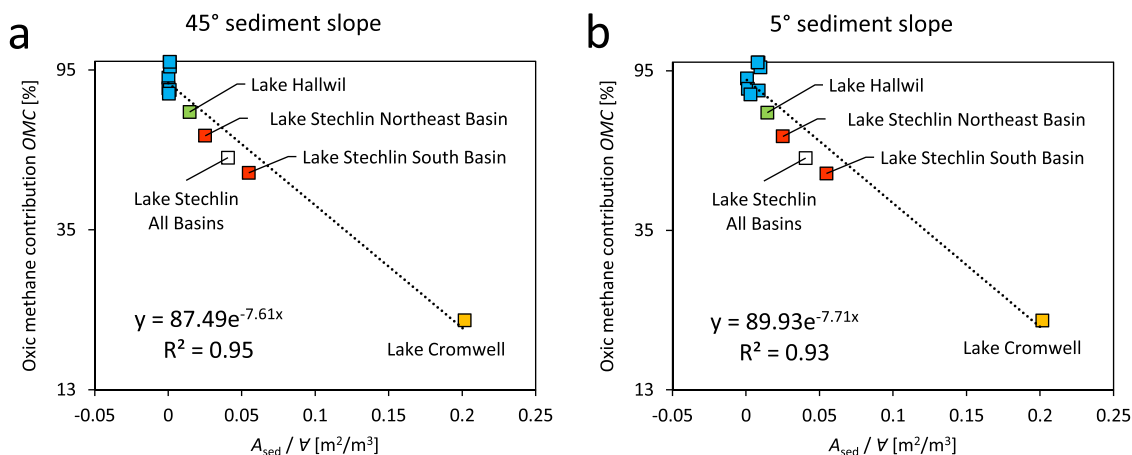 a
45° sediment slope
Oxic methane contribution OMC [%]
95
35
13
Lake Hallwil
Lake Stechlin Northeast Basin
Lake Stechlin South Basin
Lake Stechlin
All Basins
y = 87.49e^-7.61x
R² = 0.95
Lake Cromwell
-0.05 0 0.05 0.1 0.15 0.2 0.25
A_sed / ∀ [m²/m³]
b
5° sediment slope
Oxic methane contribution OMC [%]
95
35
13
Lake Hallwil
Lake Stechlin Northeast Basin
Lake Stechlin South Basin
Lake Stechlin
All Basins
y = 89.93e^-7.71x
R² = 0.93
Lake Cromwell
-0.05 0 0.05 0.1 0.15 0.2 0.25
A_sed / ∀ [m²/m³]